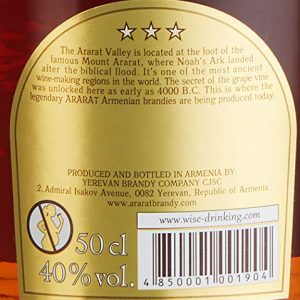 The Ararat Valley is located at the foot of the
famous Mount Ararat, where Noah's Ark landed
after the biblical flood. It's one of the most ancient
wine-making regions in the world. The secret of the grape vine
was unlocked here as early as 4000 B.C. This is where the
legendary ARARAT Armenian brandies are being produced today.
PRODUCED AND BOTTLED IN ARMENIA BY:
YEREVAN BRANDY COMPANY CJSC
2, Admiral Isakov Avenue, 0082 Yerevan, Republic of Armenia
www.araratbrandy.com
www.wise-drinking.com
50 cl
40% vol.
4 850001 001904